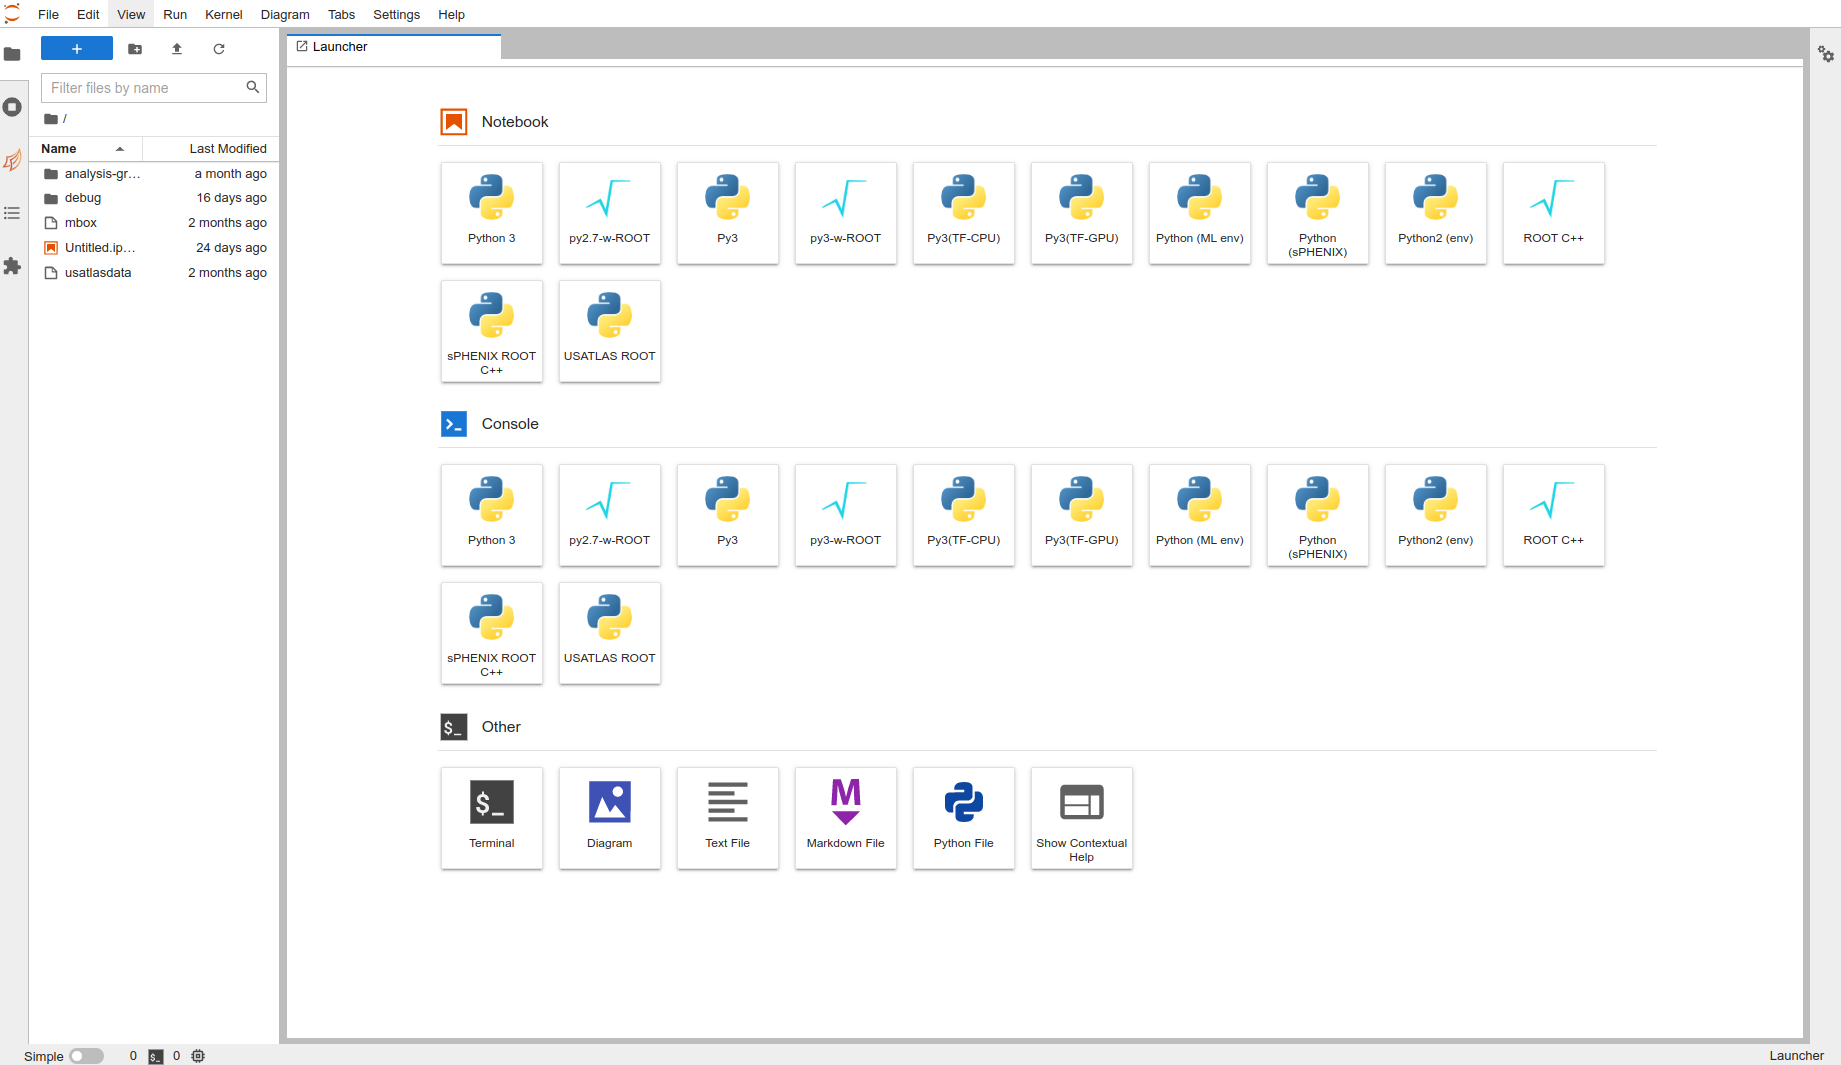 File Edit View Run Kernel Diagram Tabs Settings Help
Launcher
Filter files by name
/
Name Last Modified
analysis-gr… a month ago
debug 16 days ago
mbox 2 months ago
Untitled.ip… 24 days ago
usatlasdata 2 months ago
Notebook
Python 3
py2.7-w-ROOT
Py3
py3-w-ROOT
Py3(TF-CPU)
Py3(TF-GPU)
Python (ML env)
Python
(sPHENIX)
Python2 (env)
ROOT C++
sPHENIX ROOT
C++
USATLAS ROOT
Console
Python 3
py2.7-w-ROOT
Py3
py3-w-ROOT
Py3(TF-CPU)
Py3(TF-GPU)
Python (ML env)
Python
(sPHENIX)
Python2 (env)
ROOT C++
sPHENIX ROOT
C++
USATLAS ROOT
$_ Other
$_
Terminal
Diagram
Text File
M
Markdown File
Python File
Show Contextual
Help
Simple 0 $_ 0 Launcher